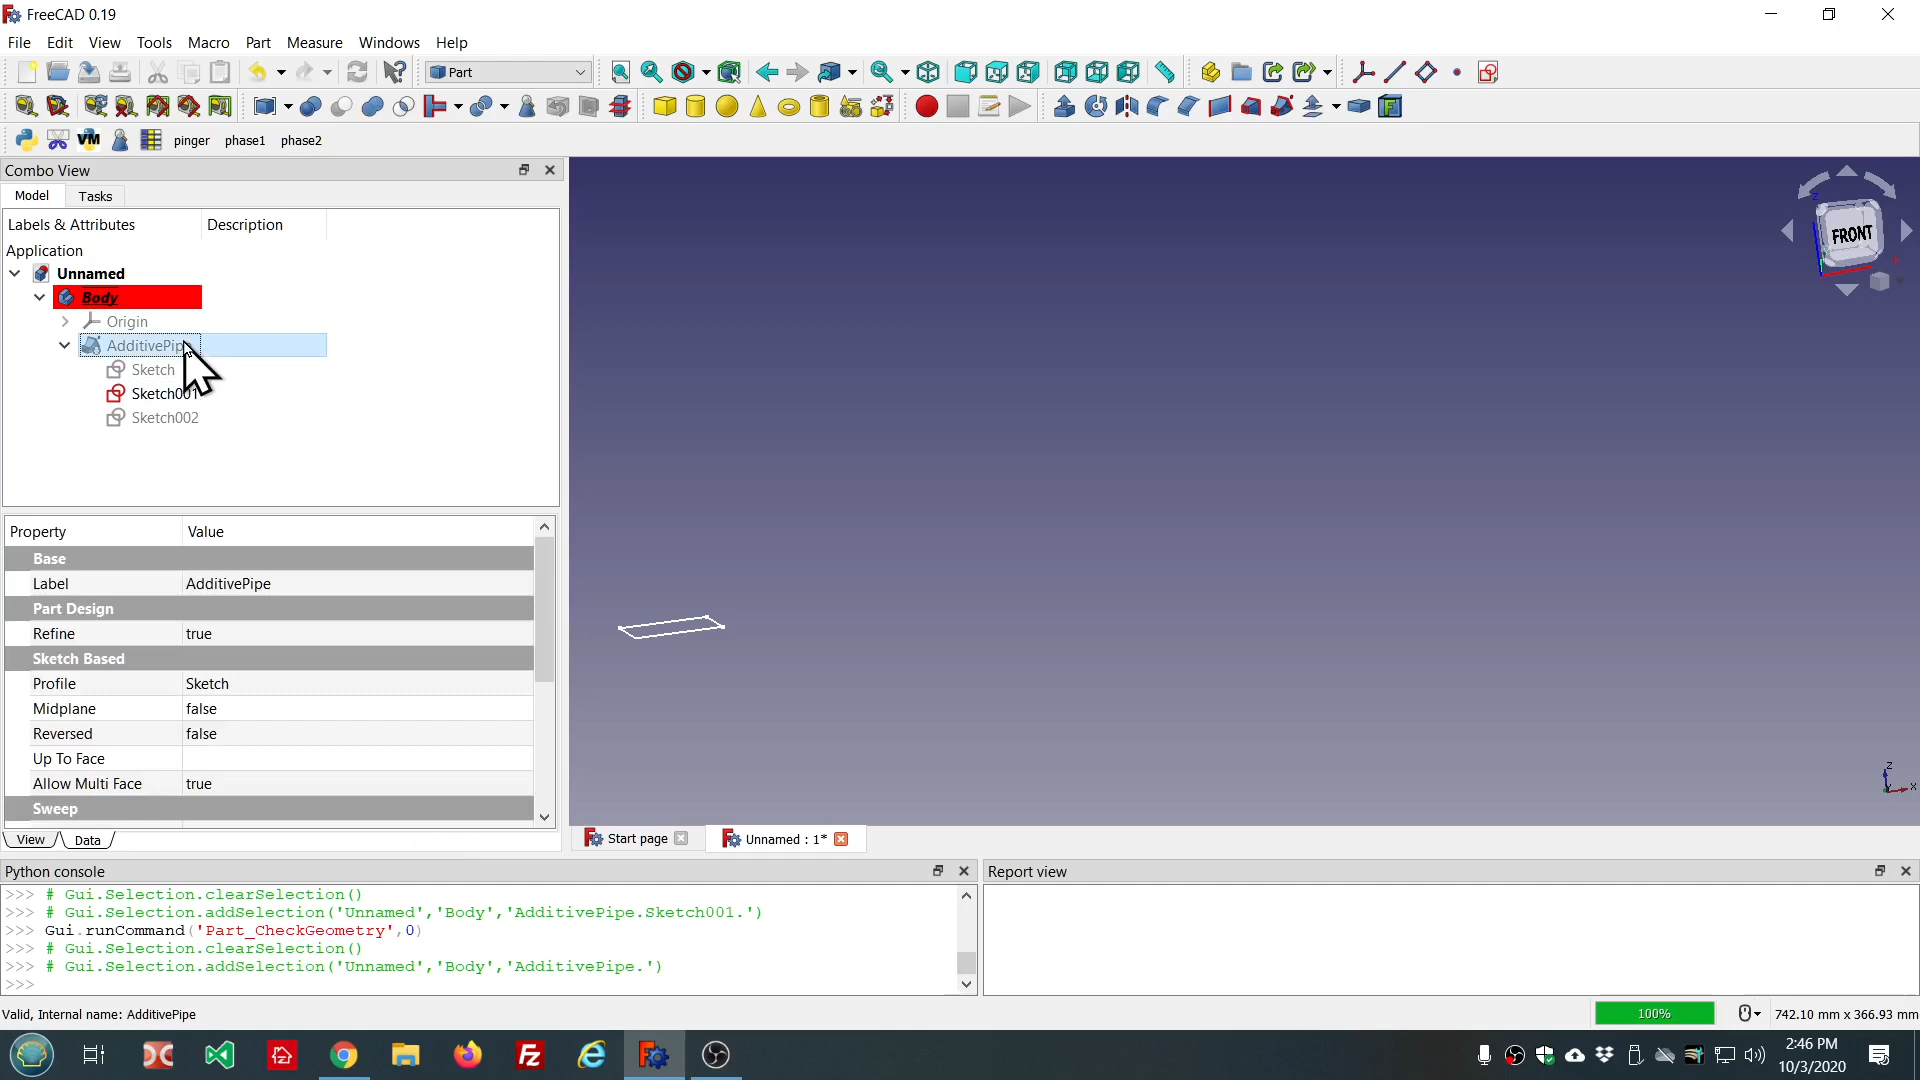 FreeCAD 0.19
File Edit View Tools Macro Part Measure Windows Help
Part
VM pinger phase1 phase2
Combo View
Model Tasks
Labels & Attributes Description
Application
Unnamed
Body
Origin
AdditivePipe
Sketch
Sketch001
Sketch002
Property Value
Base
Label AdditivePipe
Part Design
Refine true
Sketch Based
Profile Sketch
Midplane false
Reversed false
Up To Face
Allow Multi Face true
Sweep
View Data
FRONT
Z
X
Start page Unnamed : 1*
Python console
>>> # Gui.Selection.clearSelection()
>>> # Gui.Selection.addSelection('Unnamed','Body','AdditivePipe.Sketch001.')
>>> Gui.runCommand('Part_CheckGeometry',0)
>>> # Gui.Selection.clearSelection()
>>> # Gui.Selection.addSelection('Unnamed','Body','AdditivePipe.')
>>>
Report view
Valid, Internal name: AdditivePipe
100%
742.10 mm x 366.93 mm
2:46 PM
10/3/2020